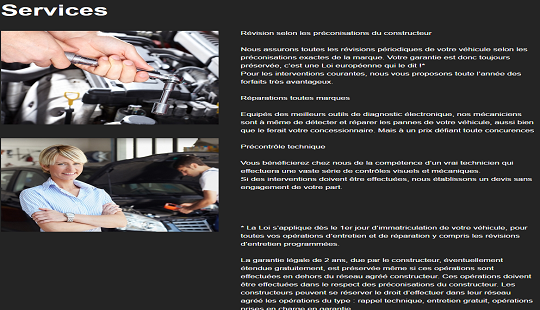 Services
Révision selon les préconisations du constructeur
Nous assurons toutes les révisions périodiques de votre véhicule selon les
préconisations exactes de la marque. Votre garantie est donc toujours
préservée, c'est une Loi européenne qui le dit !*
Pour les interventions courantes, nous vous proposons toute l'année des
forfaits très avantageux.
Réparations toutes marques
Equipés des meilleurs outils de diagnostic électronique, nos mécaniciens
sont à même de détecter et réparer les pannes de votre véhicule, aussi bien
que le ferait votre concessionnaire. Mais à un prix défiant toute concurences
Précontrôle technique
Vous bénéficierez chez nous de la compétence d'un vrai technicien qui
effectuera une vaste série de contrôles visuels et mécaniques.
Si des interventions doivent être effectuées, nous établissons un devis sans
engagement de votre part.
* La Loi s'applique dès le 1er jour d'immatriculation de votre véhicule, pour
toutes vos opérations d'entretien et de réparation y compris les révisions
d'entretien programmées.
La garantie légale de 2 ans, due par le constructeur, éventuellement
étendue gratuitement, est préservée même si ces opérations sont
effectuées en dehors du réseau agréé constructeur. Ces opérations doivent
être effectuées dans le respect des préconisations du constructeur. Les
constructeurs peuvent se réserver le droit d'effectuer dans leur réseau
agréé les opérations du type : rappel technique, entretien gratuit, opérations
prises en charge en garantie.